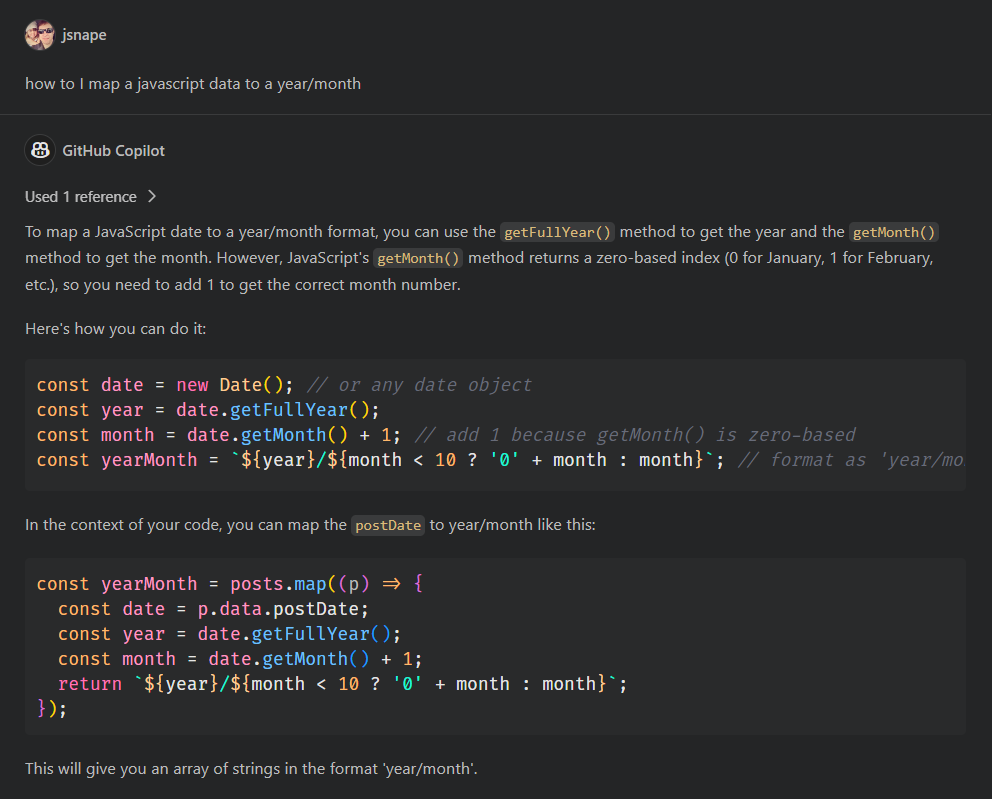 jsnape
how to I map a javascript data to a year/month
GitHub Copilot
Used 1 reference
To map a JavaScript date to a year/month format, you can use the getFullYear() method to get the year and the getMonth()
method to get the month. However, JavaScript's getMonth() method returns a zero-based index (0 for January, 1 for February,
etc.), so you need to add 1 to get the correct month number.
Here's how you can do it:
const date = new Date(); // or any date object
const year = date.getFullYear();
const month = date.getMonth() + 1; // add 1 because getMonth() is zero-based
const yearMonth = `${year}/${month < 10 ? '0' + month : month}`; // format as 'year/mo
In the context of your code, you can map the postDate to year/month like this:
const yearMonth = posts.map((p) => {
  const date = p.data.postDate;
  const year = date.getFullYear();
  const month = date.getMonth() + 1;
  return `${year}/${month < 10 ? '0' + month : month}`;
});
This will give you an array of strings in the format 'year/month'.